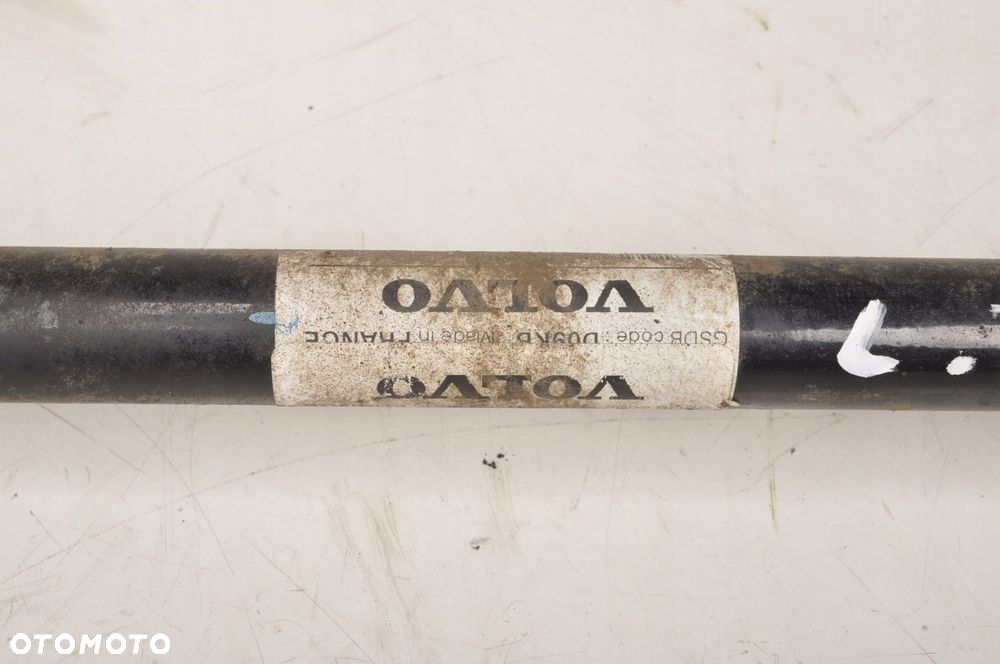 VOLVO
GSDB code : Made in FRANCE
VOLVO
L.
OTOMOTO